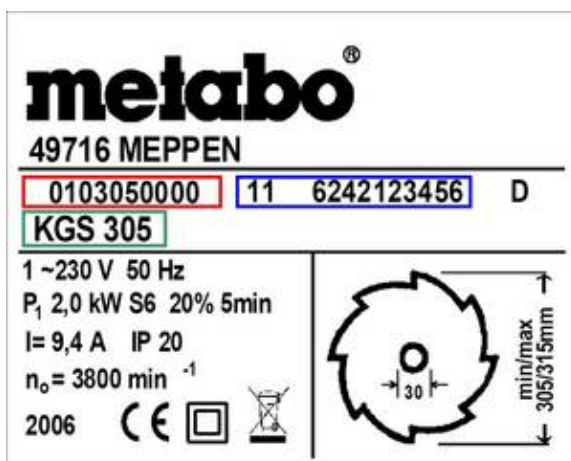 metabo®
49716 MEPPEN
0103050000 11 6242123456 D
KGS 305
1 ~230 V 50 Hz
P₁ 2,0 kW S6 20% 5min
I= 9,4 A IP 20
n₀= 3800 min ⁻¹
2006 CE
30
min/max
305/315mm